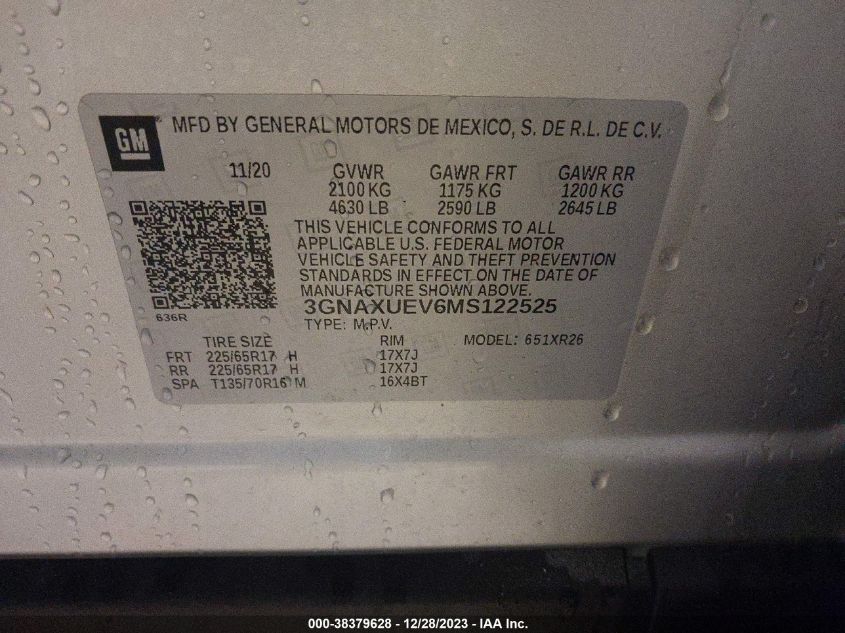 GM
MFD BY GENERAL MOTORS DE MEXICO, S. DE R.L. DE C.V.
11/20 GVWR GAWR FRT GAWR RR
2100 KG 1175 KG 1200 KG
4630 LB 2590 LB 2645 LB
THIS VEHICLE CONFORMS TO ALL
APPLICABLE U.S. FEDERAL MOTOR
VEHICLE SAFETY AND THEFT PREVENTION
STANDARDS IN EFFECT ON THE DATE OF
MANUFACTURE SHOWN ABOVE.
636R
3GNAXUEV6MS122525
TYPE: M.P.V.
TIRE SIZE RIM MODEL: 651XR26
FRT 225/65R17 H 17X7J
RR 225/65R17 H 17X7J
SPA T135/70R16 M 16X4BT
000-38379628 - 12/28/2023 - IAA Inc.